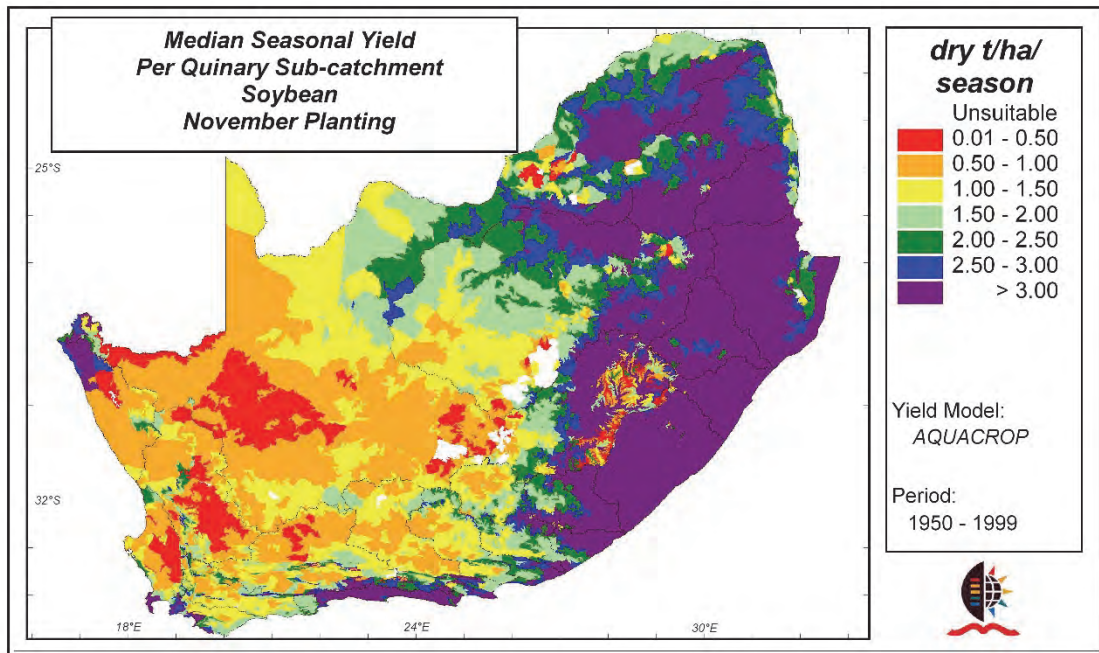 Median Seasonal Yield
Per Quinary Sub-catchment
Soybean
November Planting
dry t/ha/
season
Unsuitable
0.01 - 0.50
0.50 - 1.00
1.00 - 1.50
1.50 - 2.00
2.00 - 2.50
2.50 - 3.00
> 3.00
Yield Model:
AQUACROP
Period:
1950 - 1999
25°S
32°S
18°E
24°E
30°E